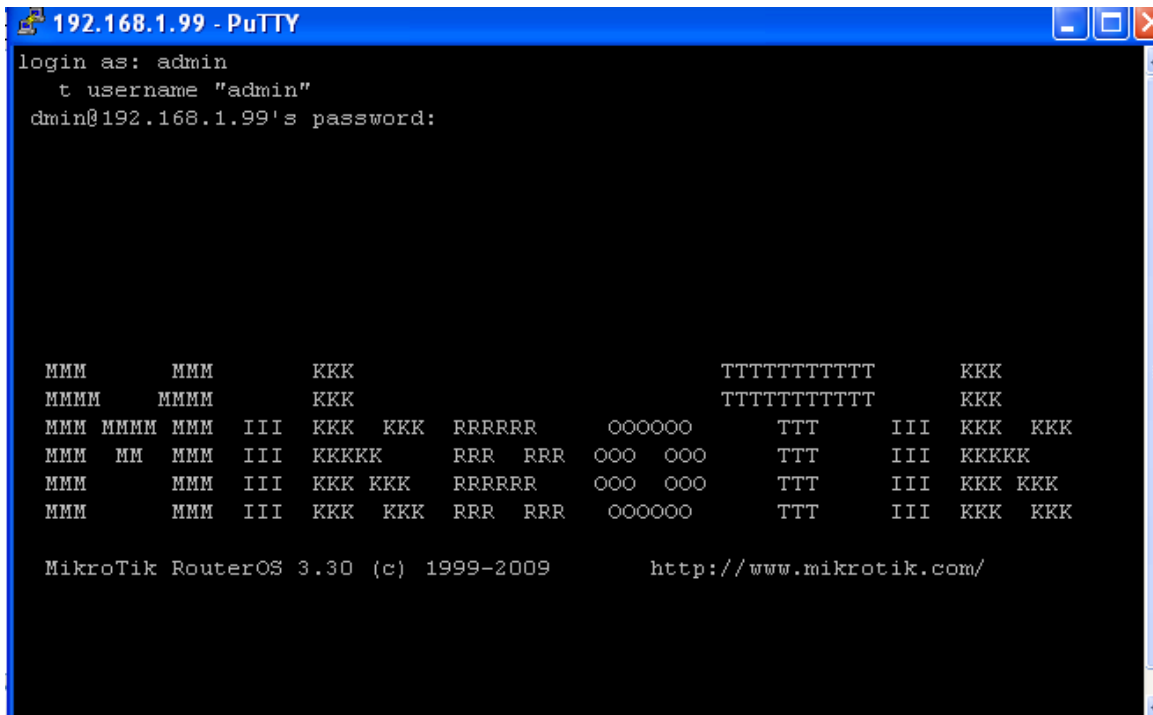 192.168.1.99 - PuTTY
login as: admin
t username "admin"
dmin@192.168.1.99's password:
MMM MMM KKK TTTTTTTTTTT KKK
MMMM MMMM KKK TTTTTTTTTTT KKK
MMM MMMM MMM III KKK KKK RRRRRR OOOOOO TTT III KKK KKK
MMM MM MMM III KKKKK RRR RRR OOO OOO TTT III KKKKK
MMM MMM III KKK KKK RRRRRR OOO OOO TTT III KKK KKK
MMM MMM III KKK KKK RRR RRR OOOOOO TTT III KKK KKK
MikroTik RouterOS 3.30 (c) 1999-2009 http://www.mikrotik.com/